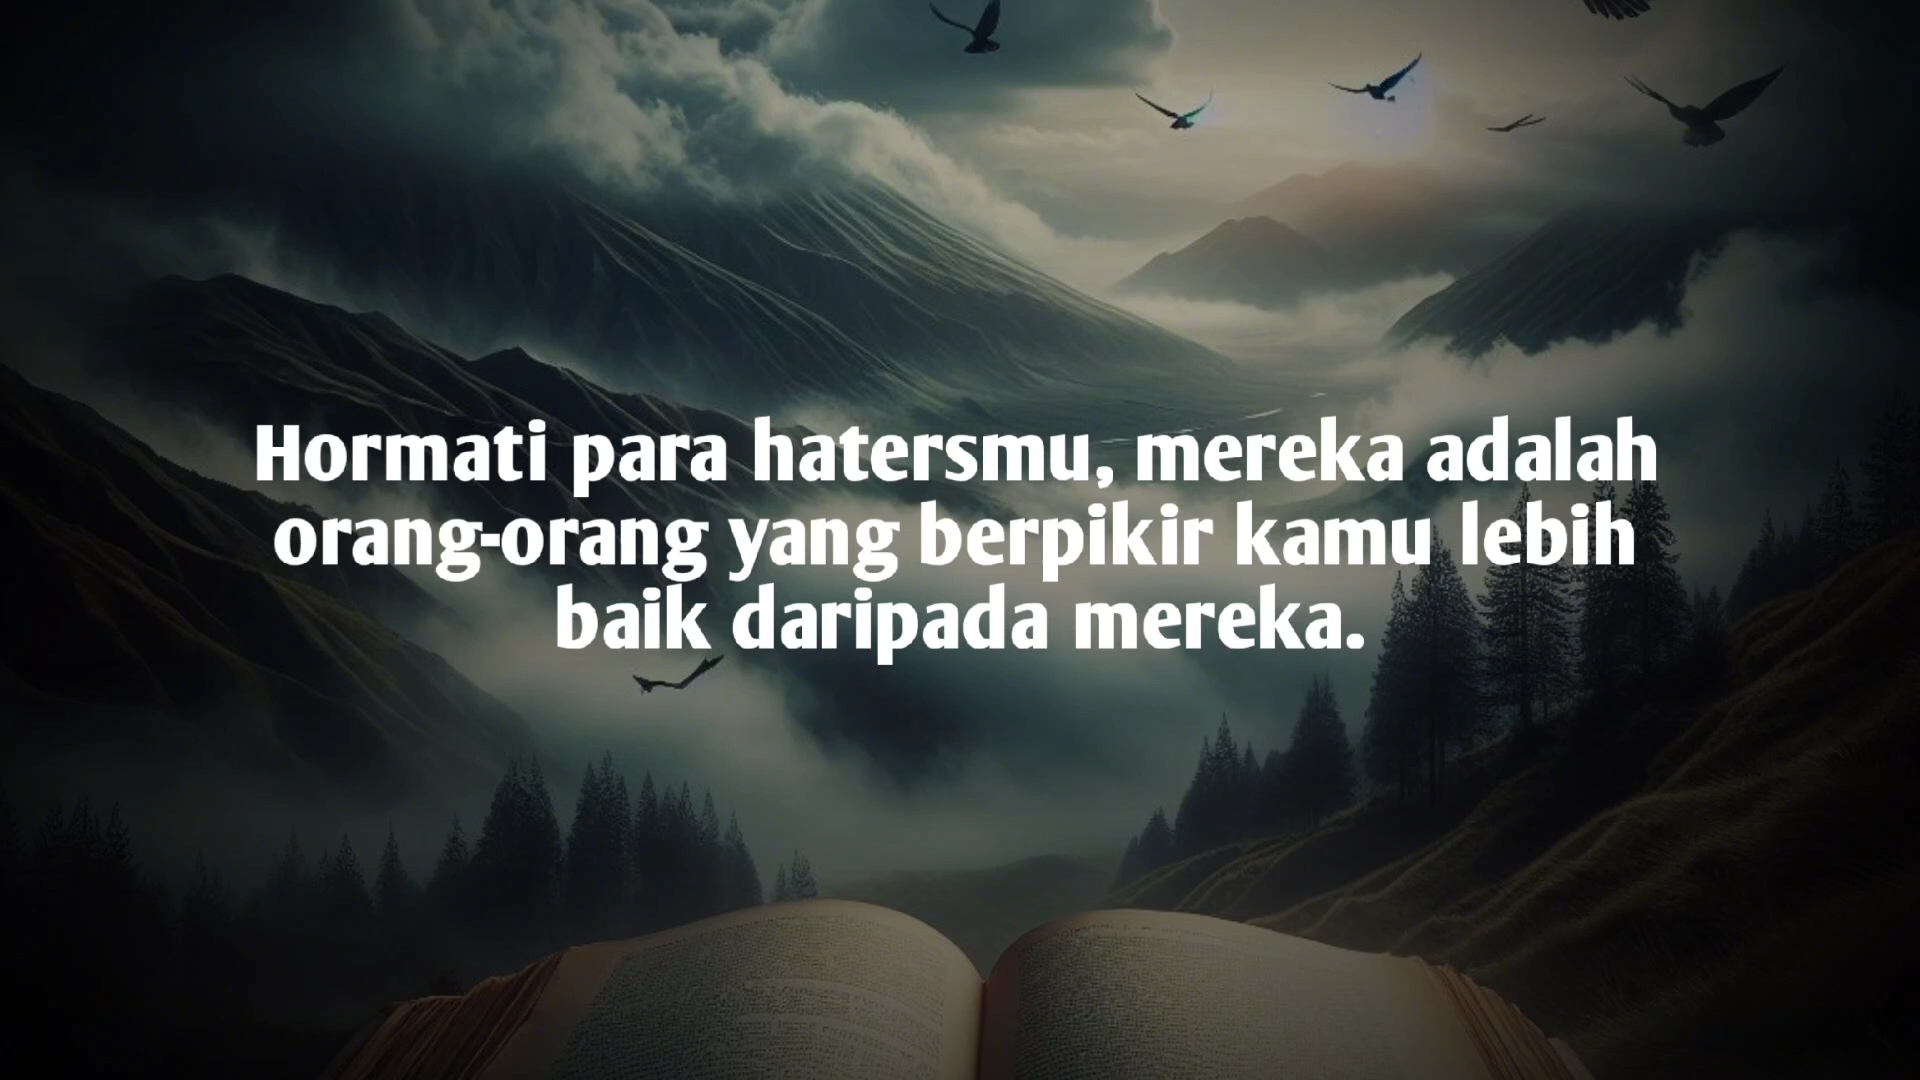 Hormati para hatersmu, mereka adalah
orang-orang yang berpikir kamu lebih
baik daripada mereka.